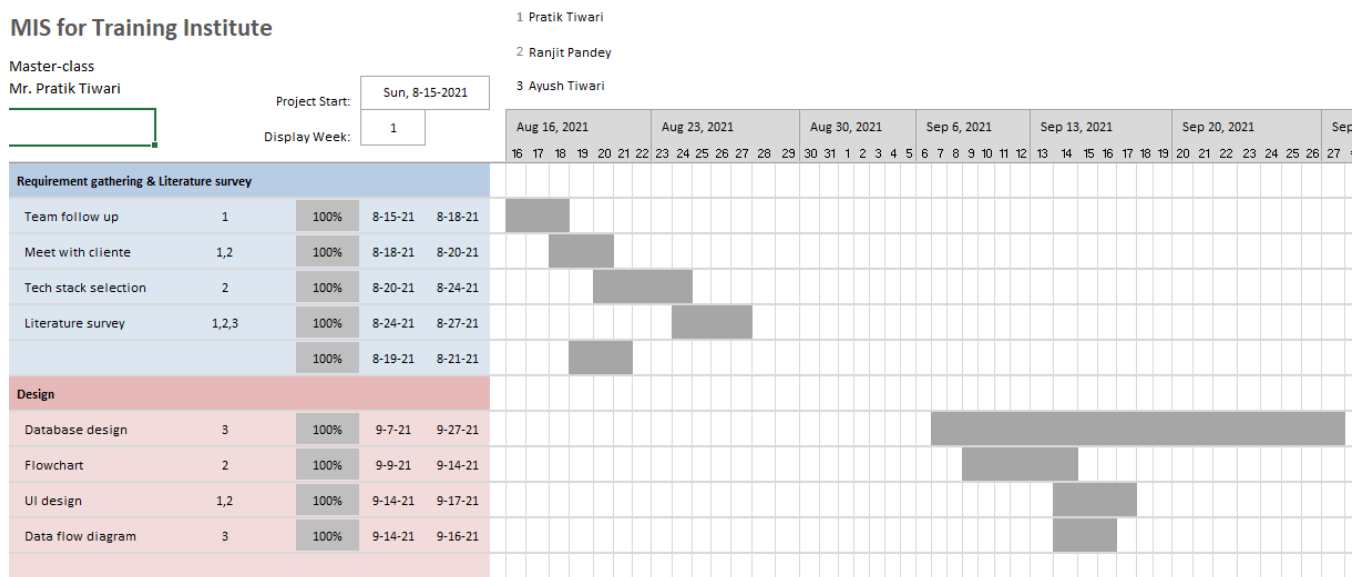 MIS for Training Institute
1 Pratik Tiwari
2 Ranjit Pandey
3 Ayush Tiwari
Master-class
Mr. Pratik Tiwari
Project Start: Sun, 8-15-2021
Display Week: 1
Aug 16, 2021 Aug 23, 2021 Aug 30, 2021 Sep 6, 2021 Sep 13, 2021 Sep 20, 2021 Sep
16 17 18 19 20 21 22 23 24 25 26 27 28 29 30 31 1 2 3 4 5 6 7 8 9 10 11 12 13 14 15 16 17 18 19 20 21 22 23 24 25 26 27
Requirement gathering & Literature survey
Team follow up 1 100% 8-15-21 8-18-21
Meet with cliente 1,2 100% 8-18-21 8-20-21
Tech stack selection 2 100% 8-20-21 8-24-21
Literature survey 1,2,3 100% 8-24-21 8-27-21
100% 8-19-21 8-21-21
Design
Database design 3 100% 9-7-21 9-27-21
Flowchart 2 100% 9-9-21 9-14-21
UI design 1,2 100% 9-14-21 9-17-21
Data flow diagram 3 100% 9-14-21 9-16-21